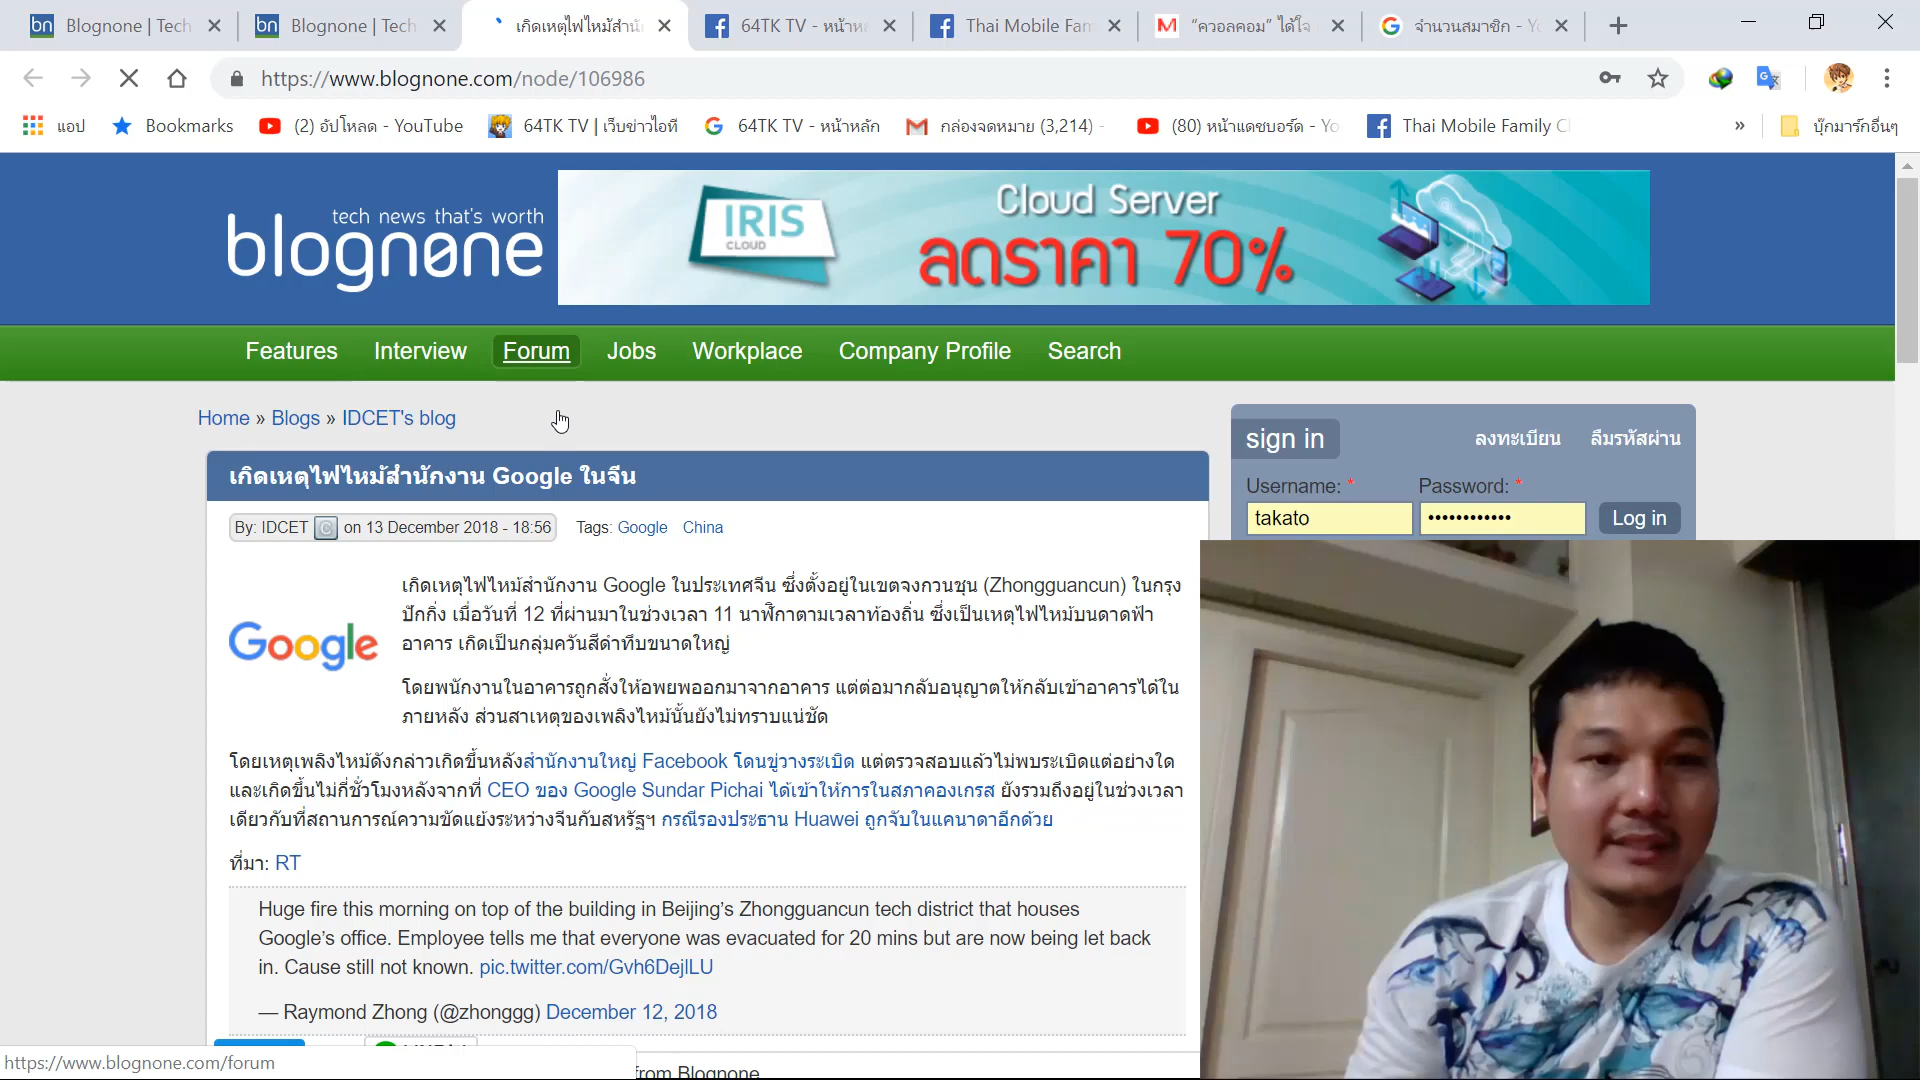 Blognone | Tech
Blognone | Tech
เกิดเหตุไฟไหม้สำนัก
64TK TV - หน้าห
Thai Mobile Fam
“ควอลคอม” ได้ใจ
จำนวนสมาชิก - Yo
https://www.blognone.com/node/106986
แอป
Bookmarks
(2) อัปโหลด - YouTube
64TK TV | เว็บข่าวไอที
64TK TV - หน้าหลัก
กล่องจดหมาย (3,214) -
(80) หน้าแดชบอร์ด - Yo
Thai Mobile Family Cl
»
บุ๊กมาร์กอื่นๆ
tech news that's worth
blognone
IRIS
CLOUD
Cloud Server
ลดราคา 70%
Features
Interview
Forum
Jobs
Workplace
Company Profile
Search
Home » Blogs » IDCET's blog
sign in
ลงทะเบียน
ลืมรหัสผ่าน
Username: *
Password: *
takato
••••••••••••
Log in
เกิดเหตุไฟไหม้สำนักงาน Google ในจีน
By: IDCET C on 13 December 2018 - 18:56
Tags: Google China
Google
เกิดเหตุไฟไหม้สำนักงาน Google ในประเทศจีน ซึ่งตั้งอยู่ในเขตจงกวนชุน (Zhongguancun) ในกรุง
ปักกิ่ง เมื่อวันที่ 12 ที่ผ่านมาในช่วงเวลา 11 นาฬิกาตามเวลาท้องถิ่น ซึ่งเป็นเหตุไฟไหม้บนดาดฟ้า
อาคาร เกิดเป็นกลุ่มควันสีดำทึบขนาดใหญ่
โดยพนักงานในอาคารถูกสั่งให้อพยพออกมาจากอาคาร แต่ต่อมากลับอนุญาตให้กลับเข้าอาคารได้ใน
ภายหลัง ส่วนสาเหตุของเพลิงไหม้นั้นยังไม่ทราบแน่ชัด
โดยเหตุเพลิงไหม้ดังกล่าวเกิดขึ้นหลังสำนักงานใหญ่ Facebook โดนขู่วางระเบิด แต่ตรวจสอบแล้วไม่พบระเบิดแต่อย่างใด
และเกิดขึ้นไม่กี่ชั่วโมงหลังจากที่ CEO ของ Google Sundar Pichai ได้เข้าให้การในสภาคองเกรส ยังรวมถึงอยู่ในช่วงเวลา
เดียวกับที่สถานการณ์ความขัดแย้งระหว่างจีนกับสหรัฐฯ กรณีรองประธาน Huawei ถูกจับในแคนาดาอีกด้วย
ที่มา: RT
Huge fire this morning on top of the building in Beijing’s Zhongguancun tech district that houses
Google’s office. Employee tells me that everyone was evacuated for 20 mins but are now being let back
in. Cause still not known. pic.twitter.com/Gvh6DejlLU
— Raymond Zhong (@zhonggg) December 12, 2018
https://www.blognone.com/forum
from Blognone